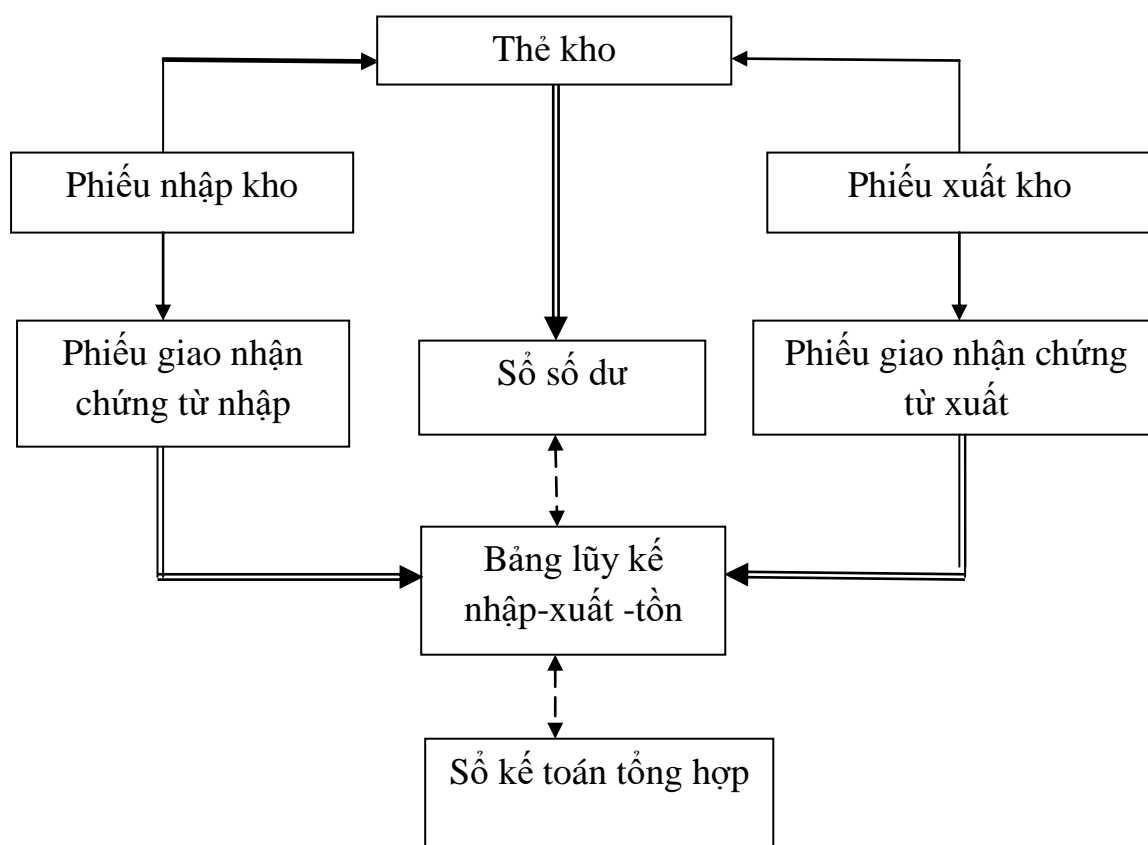 Thẻ kho
Phiếu nhập kho
Phiếu xuất kho
Phiếu giao nhận
chứng từ nhập
Sổ số dư
Phiếu giao nhận chứng
từ xuất
Bảng lũy kế
nhập-xuất -tồn
Sổ kế toán tổng hợp